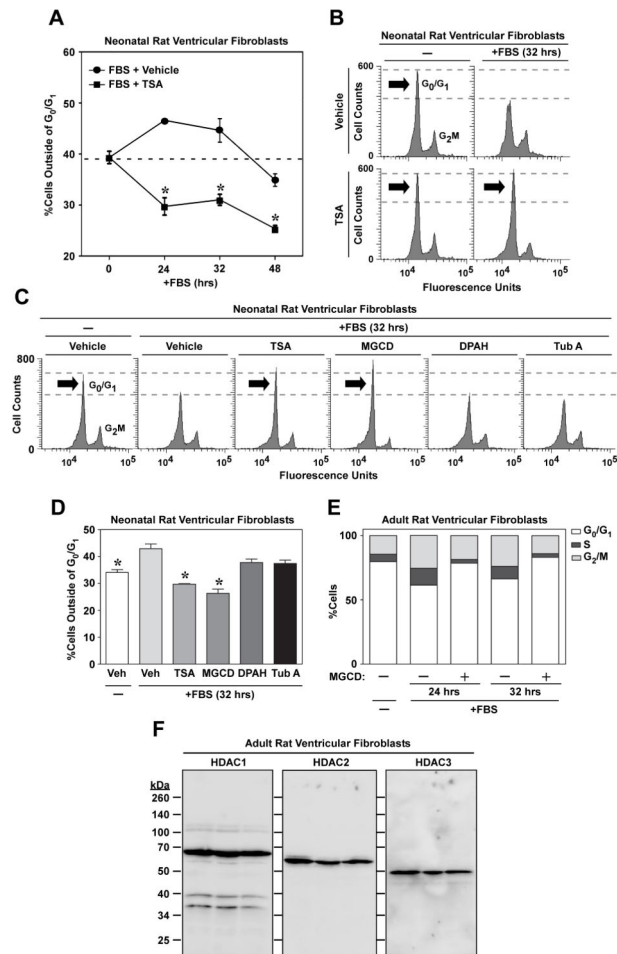 A
Neonatal Rat Ventricular Fibroblasts
60
50
40
30
20
%Cells Outside of G0/G1
FBS + Vehicle
FBS + TSA
*
*
*
0 24 32 48
+FBS (hrs)
B
Neonatal Rat Ventricular Fibroblasts
— +FBS (32 hrs)
Vehicle
Cell Counts
600
0
G0/G1
G2M
TSA
Cell Counts
600
0
10^4 10^5 10^4 10^5
Fluorescence Units
C
Neonatal Rat Ventricular Fibroblasts
— +FBS (32 hrs)
Vehicle Vehicle TSA MGCD DPAH Tub A
Cell Counts
800
0
G0/G1
G2M
10^4 10^5 10^4 10^5 10^4 10^5 10^4 10^5 10^4 10^5 10^4 10^5
Fluorescence Units
D
Neonatal Rat Ventricular Fibroblasts
%Cells Outside of G0/G1
50
40
30
20
10
0
* * *
Veh Veh TSA MGCD DPAH Tub A
— +FBS (32 hrs)
E
Adult Rat Ventricular Fibroblasts
%Cells
100
50
0
G0/G1
S
G2/M
MGCD: — — + — +
24 hrs 32 hrs
— +FBS
F
Adult Rat Ventricular Fibroblasts
HDAC1 HDAC2 HDAC3
kDa
260
140
100
70
50
40
34
25